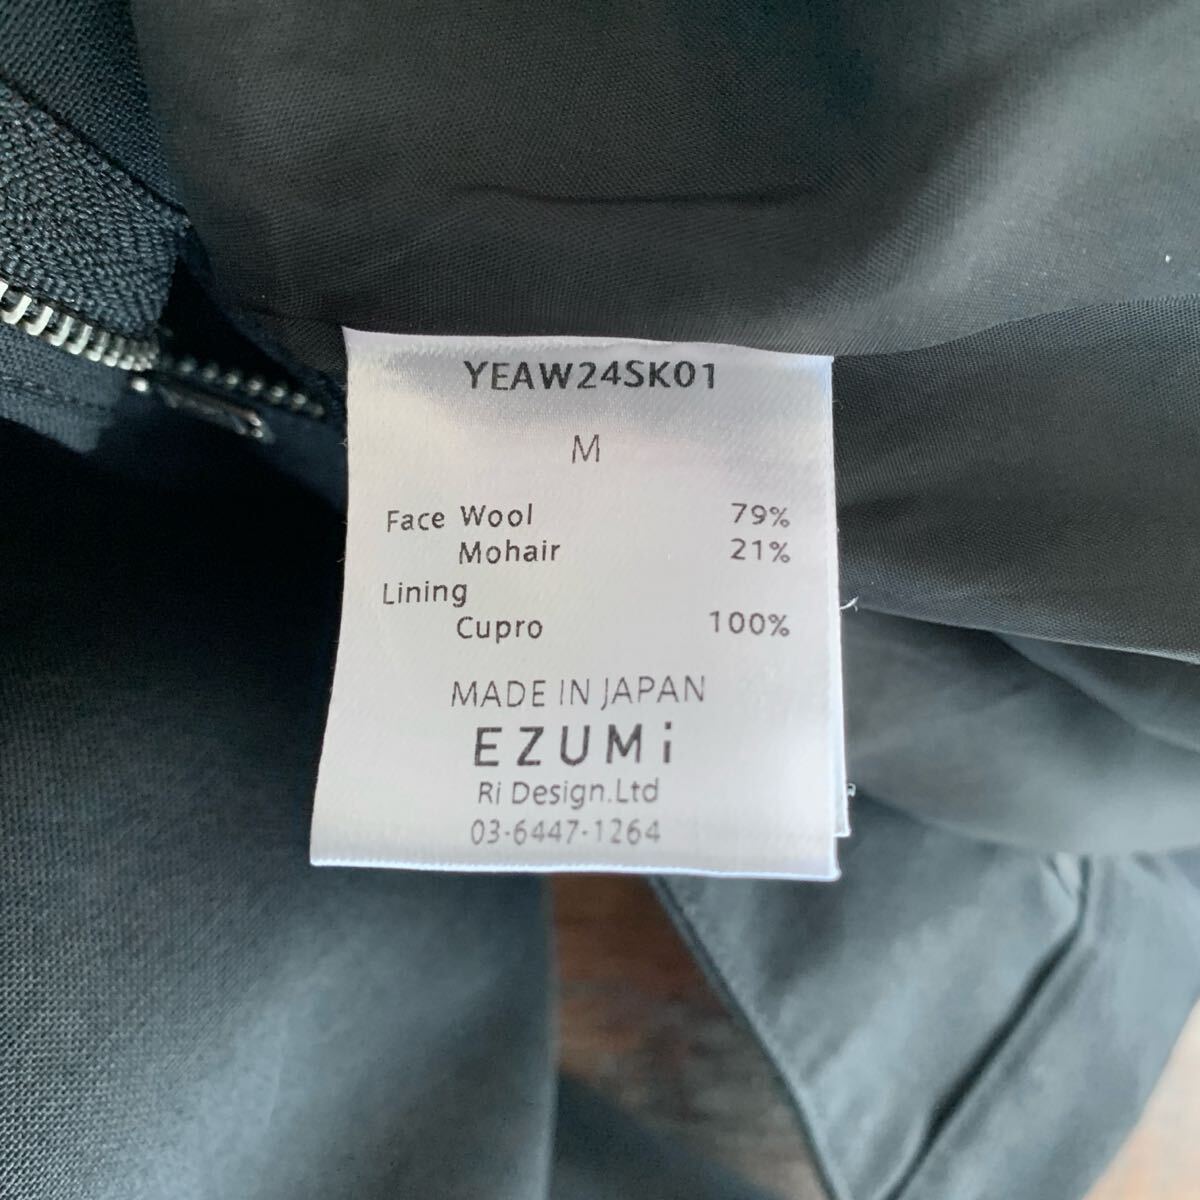 YEAW24SK01
M
Face Wool 79%
Mohair 21%
Lining
Cupro 100%
MADE IN JAPAN
EZUMi
Ri Design.Ltd
03-6447-1264